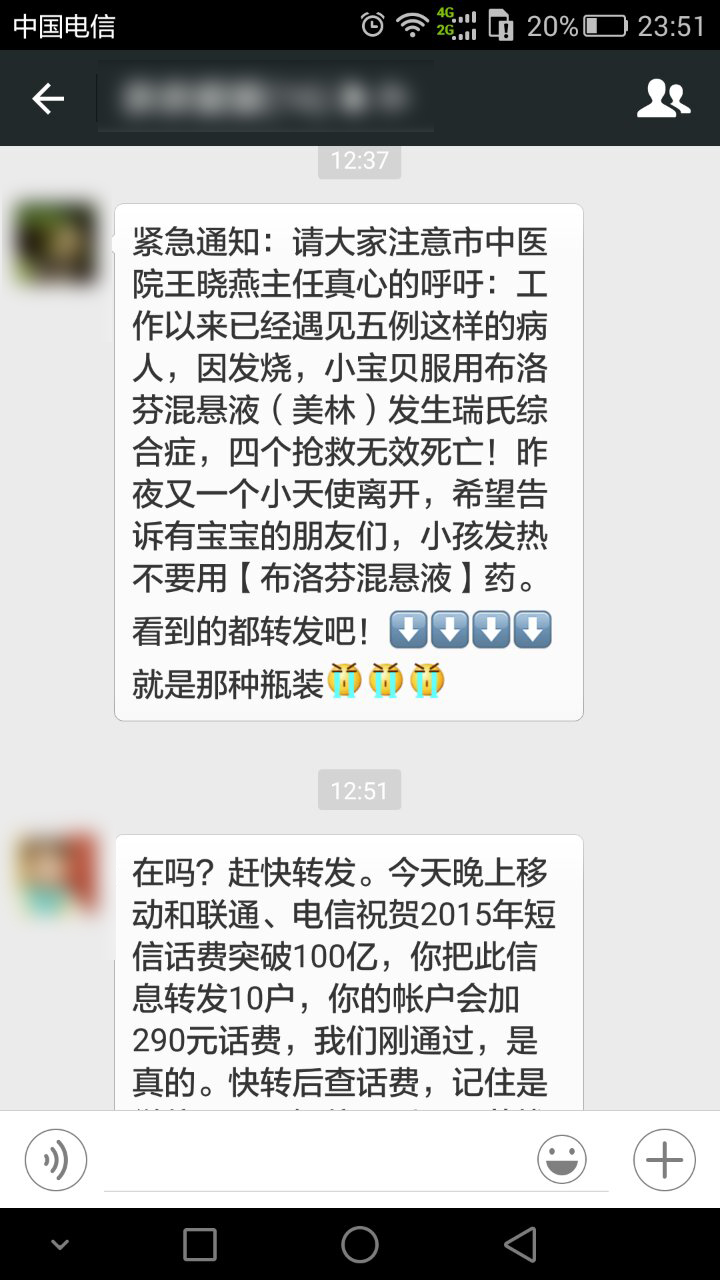 中国电信
4G
2G
20%
23:51
12:37
紧急通知：请大家注意市中医
院王晓燕主任真心的呼吁：工
作以来已经遇见五例这样的病
人，因发烧，小宝贝服用布洛
芬混悬液（美林）发生瑞氏综
合症，四个抢救无效死亡！昨
夜又一个小天使离开，希望告
诉有宝宝的朋友们，小孩发热
不要用【布洛芬混悬液】药。
看到的都转发吧！⬇️⬇️⬇️⬇️
就是那种瓶装😭😭😭
12:51
在吗？赶快转发。今天晚上移
动和联通、电信祝贺2015年短
信话费突破100亿，你把此信
息转发10户，你的帐户会加
290元话费，我们刚通过，是
真的。快转后查话费，记住是